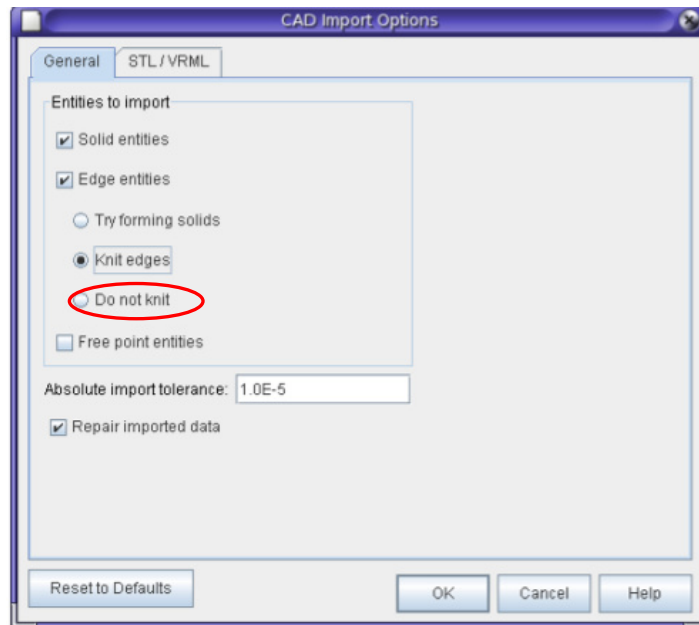 CAD Import Options
General STL / VRML
Entities to import
Solid entities
Edge entities
Try forming solids
Knit edges
Do not knit
Free point entities
Absolute import tolerance: 1.0E-5
Repair imported data
Reset to Defaults OK Cancel Help